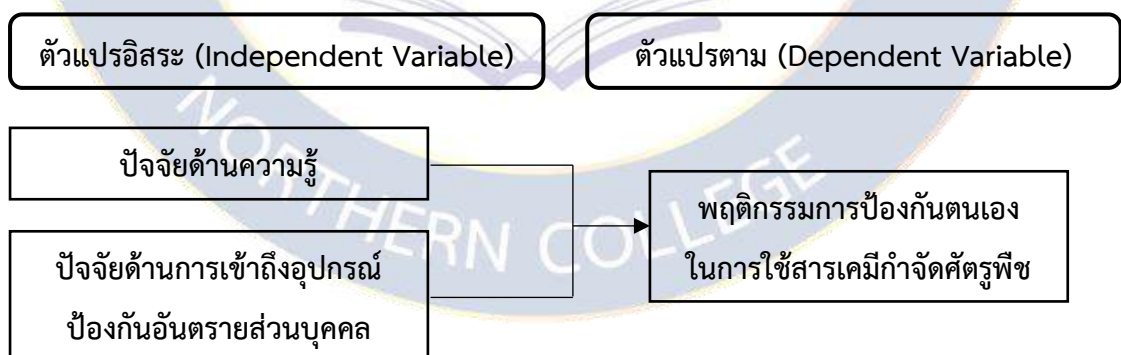 ตัวแปรอิสระ (Independent Variable)
ตัวแปรตาม (Dependent Variable)
ปัจจัยด้านความรู้
ปัจจัยด้านการเข้าถึงอุปกรณ์
ป้องกันอันตรายส่วนบุคคล
พฤติกรรมการป้องกันตนเอง
ในการใช้สารเคมีกำจัดศัตรูพืช
NORTHERN COLLEGE